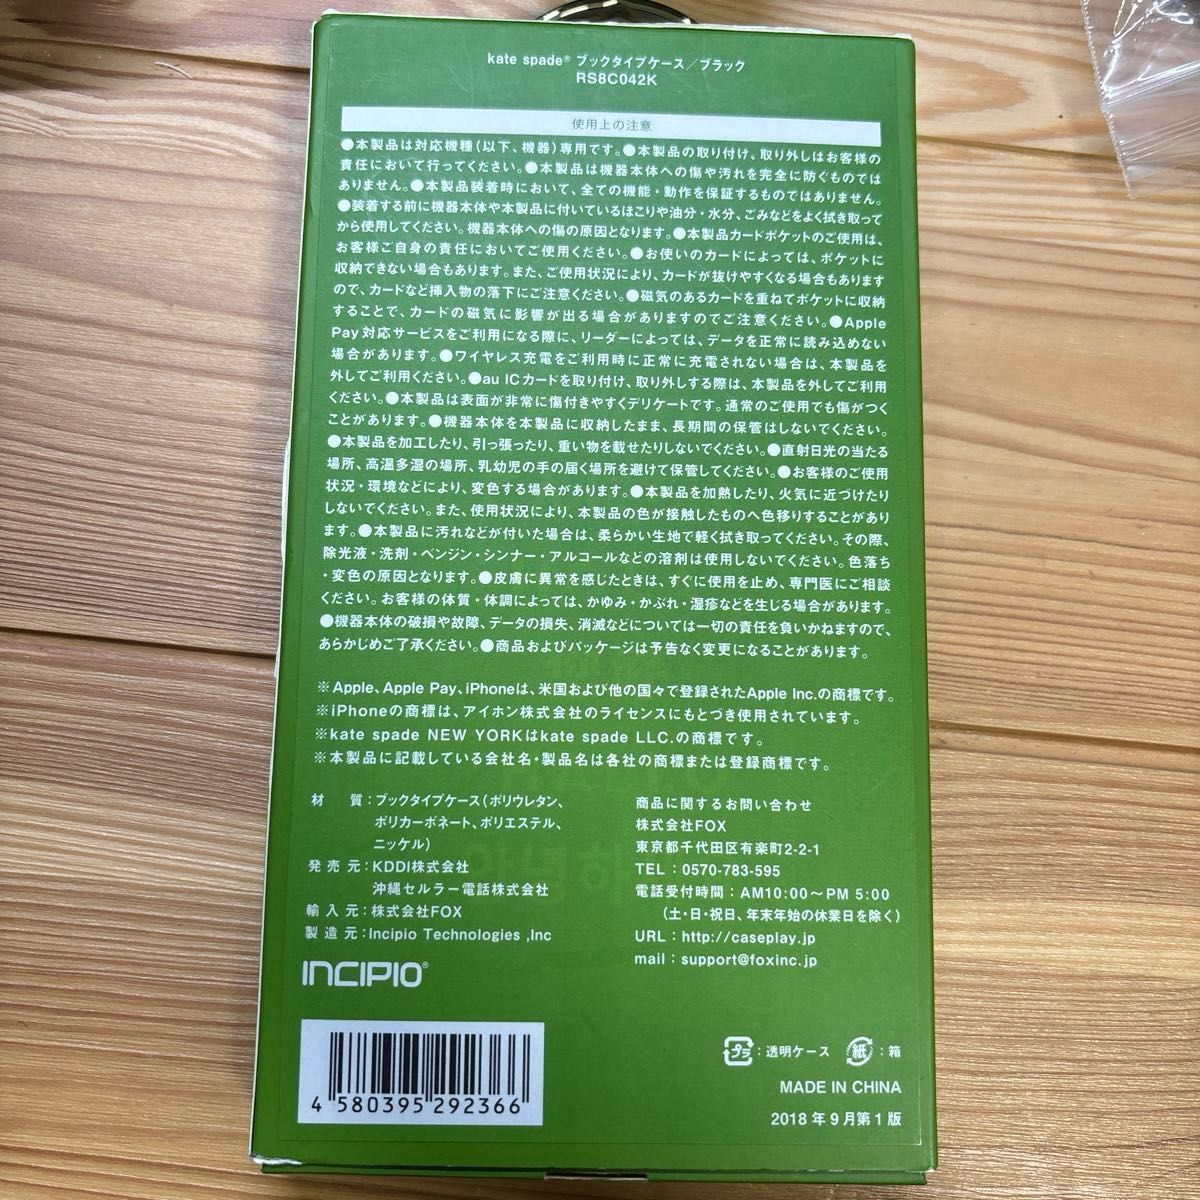 kate spade® ブックタイプケース／ブラック
RS8C042K
使用上の注意
●本製品は対応機種(以下、機器)専用です。●本製品の取り付け、取り外しはお客様の
責任において行ってください。●本製品は機器本体への傷や汚れを完全に防ぐものでは
ありません。●本製品装着時において、全ての機能・動作を保証するものではありません。
●装着する前に機器本体や本製品に付いているほこりや油分・水分、ごみなどをよく拭き取って
から使用してください。機器本体への傷の原因となります。●本製品カードポケットのご使用は、
お客様ご自身の責任においてご使用ください。●お使いのカードによっては、ポケットに
収納できない場合もあります。また、ご使用状況により、カードが抜けやすくなる場合もあります
ので、カードなど挿入物の落下にご注意ください。●磁気のあるカードを重ねてポケットに収納
することで、カードの磁気に影響が出る場合がありますのでご注意ください。●Apple
Pay対応サービスをご利用になる際に、リーダーによっては、データを正常に読み込めない
場合があります。●ワイヤレス充電をご利用時に正常に充電されない場合は、本製品を
外してご利用ください。●au ICカードを取り付け、取り外しする際は、本製品を外してご利用
ください。●本製品は表面が非常に傷付きやすくデリケートです。通常のご使用でも傷がつく
ことがあります。●機器本体を本製品に収納したまま、長期間の保管はしないでください。
●本製品を加工したり、引っ張ったり、重い物を載せたりしないでください。●直射日光の当たる
場所、高温多湿の場所、乳幼児の手の届く場所を避けて保管してください。●お客様のご使用
状況・環境などにより、変色する場合があります。●本製品を加熱したり、火気に近づけたり
しないでください。また、使用状況により、本製品の色が接触したものへ色移りすることがあり
ます。●本製品に汚れなどが付いた場合は、柔らかい生地で軽く拭き取ってください。その際、
除光液・洗剤・ベンジン・シンナー・アルコールなどの溶剤は使用しないでください。色落ち
・変色の原因となります。●皮膚に異常を感じたときは、すぐに使用を止め、専門医にご相談
ください。お客様の体質・体調によっては、かゆみ・かぶれ・湿疹などを生じる場合があります。
●機器本体の破損や故障、データの損失、消滅などについては一切の責任を負いかねますので、
あらかじめご了承ください。●商品およびパッケージは予告なく変更になることがあります。
※Apple、Apple Pay、iPhoneは、米国および他の国々で登録されたApple Inc.の商標です。
※iPhoneの商標は、アイホン株式会社のライセンスにもとづき使用されています。
※kate spade NEW YORKはkate spade LLC.の商標です。
※本製品に記載している会社名・製品名は各社の商標または登録商標です。
材　質：ブックタイプケース(ポリウレタン、
ポリカーボネート、ポリエステル、
ニッケル)
発売元：KDDI株式会社
沖縄セルラー電話株式会社
輸入元：株式会社FOX
製造元：Incipio Technologies ,Inc
商品に関するお問い合わせ
株式会社FOX
東京都千代田区有楽町2-2-1
TEL：0570-783-595
電話受付時間：AM10:00～PM 5:00
(土・日・祝日、年末年始の休業日を除く)
URL：http://caseplay.jp
mail：support@foxinc.jp
INCIPIO®
プラ：透明ケース　紙：箱
MADE IN CHINA
2018年9月第1版
4 580395 292366